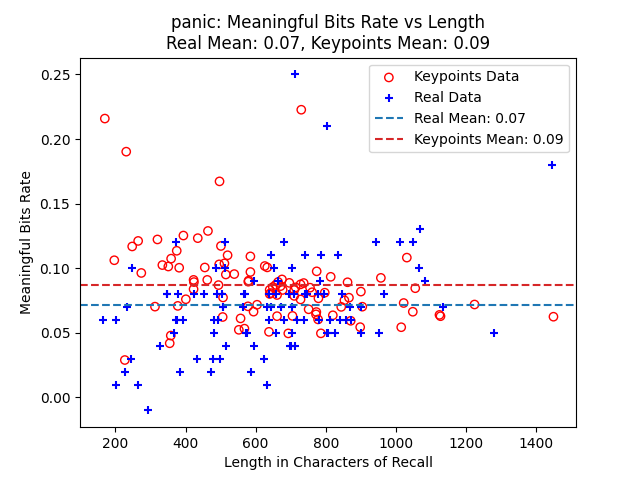 panic: Meaningful Bits Rate vs Length
Real Mean: 0.07, Keypoints Mean: 0.09
Keypoints Data
Real Data
Real Mean: 0.07
Keypoints Mean: 0.09
Meaningful Bits Rate
0.25
0.20
0.15
0.10
0.05
0.00
200 400 600 800 1000 1200 1400
Length in Characters of Recall